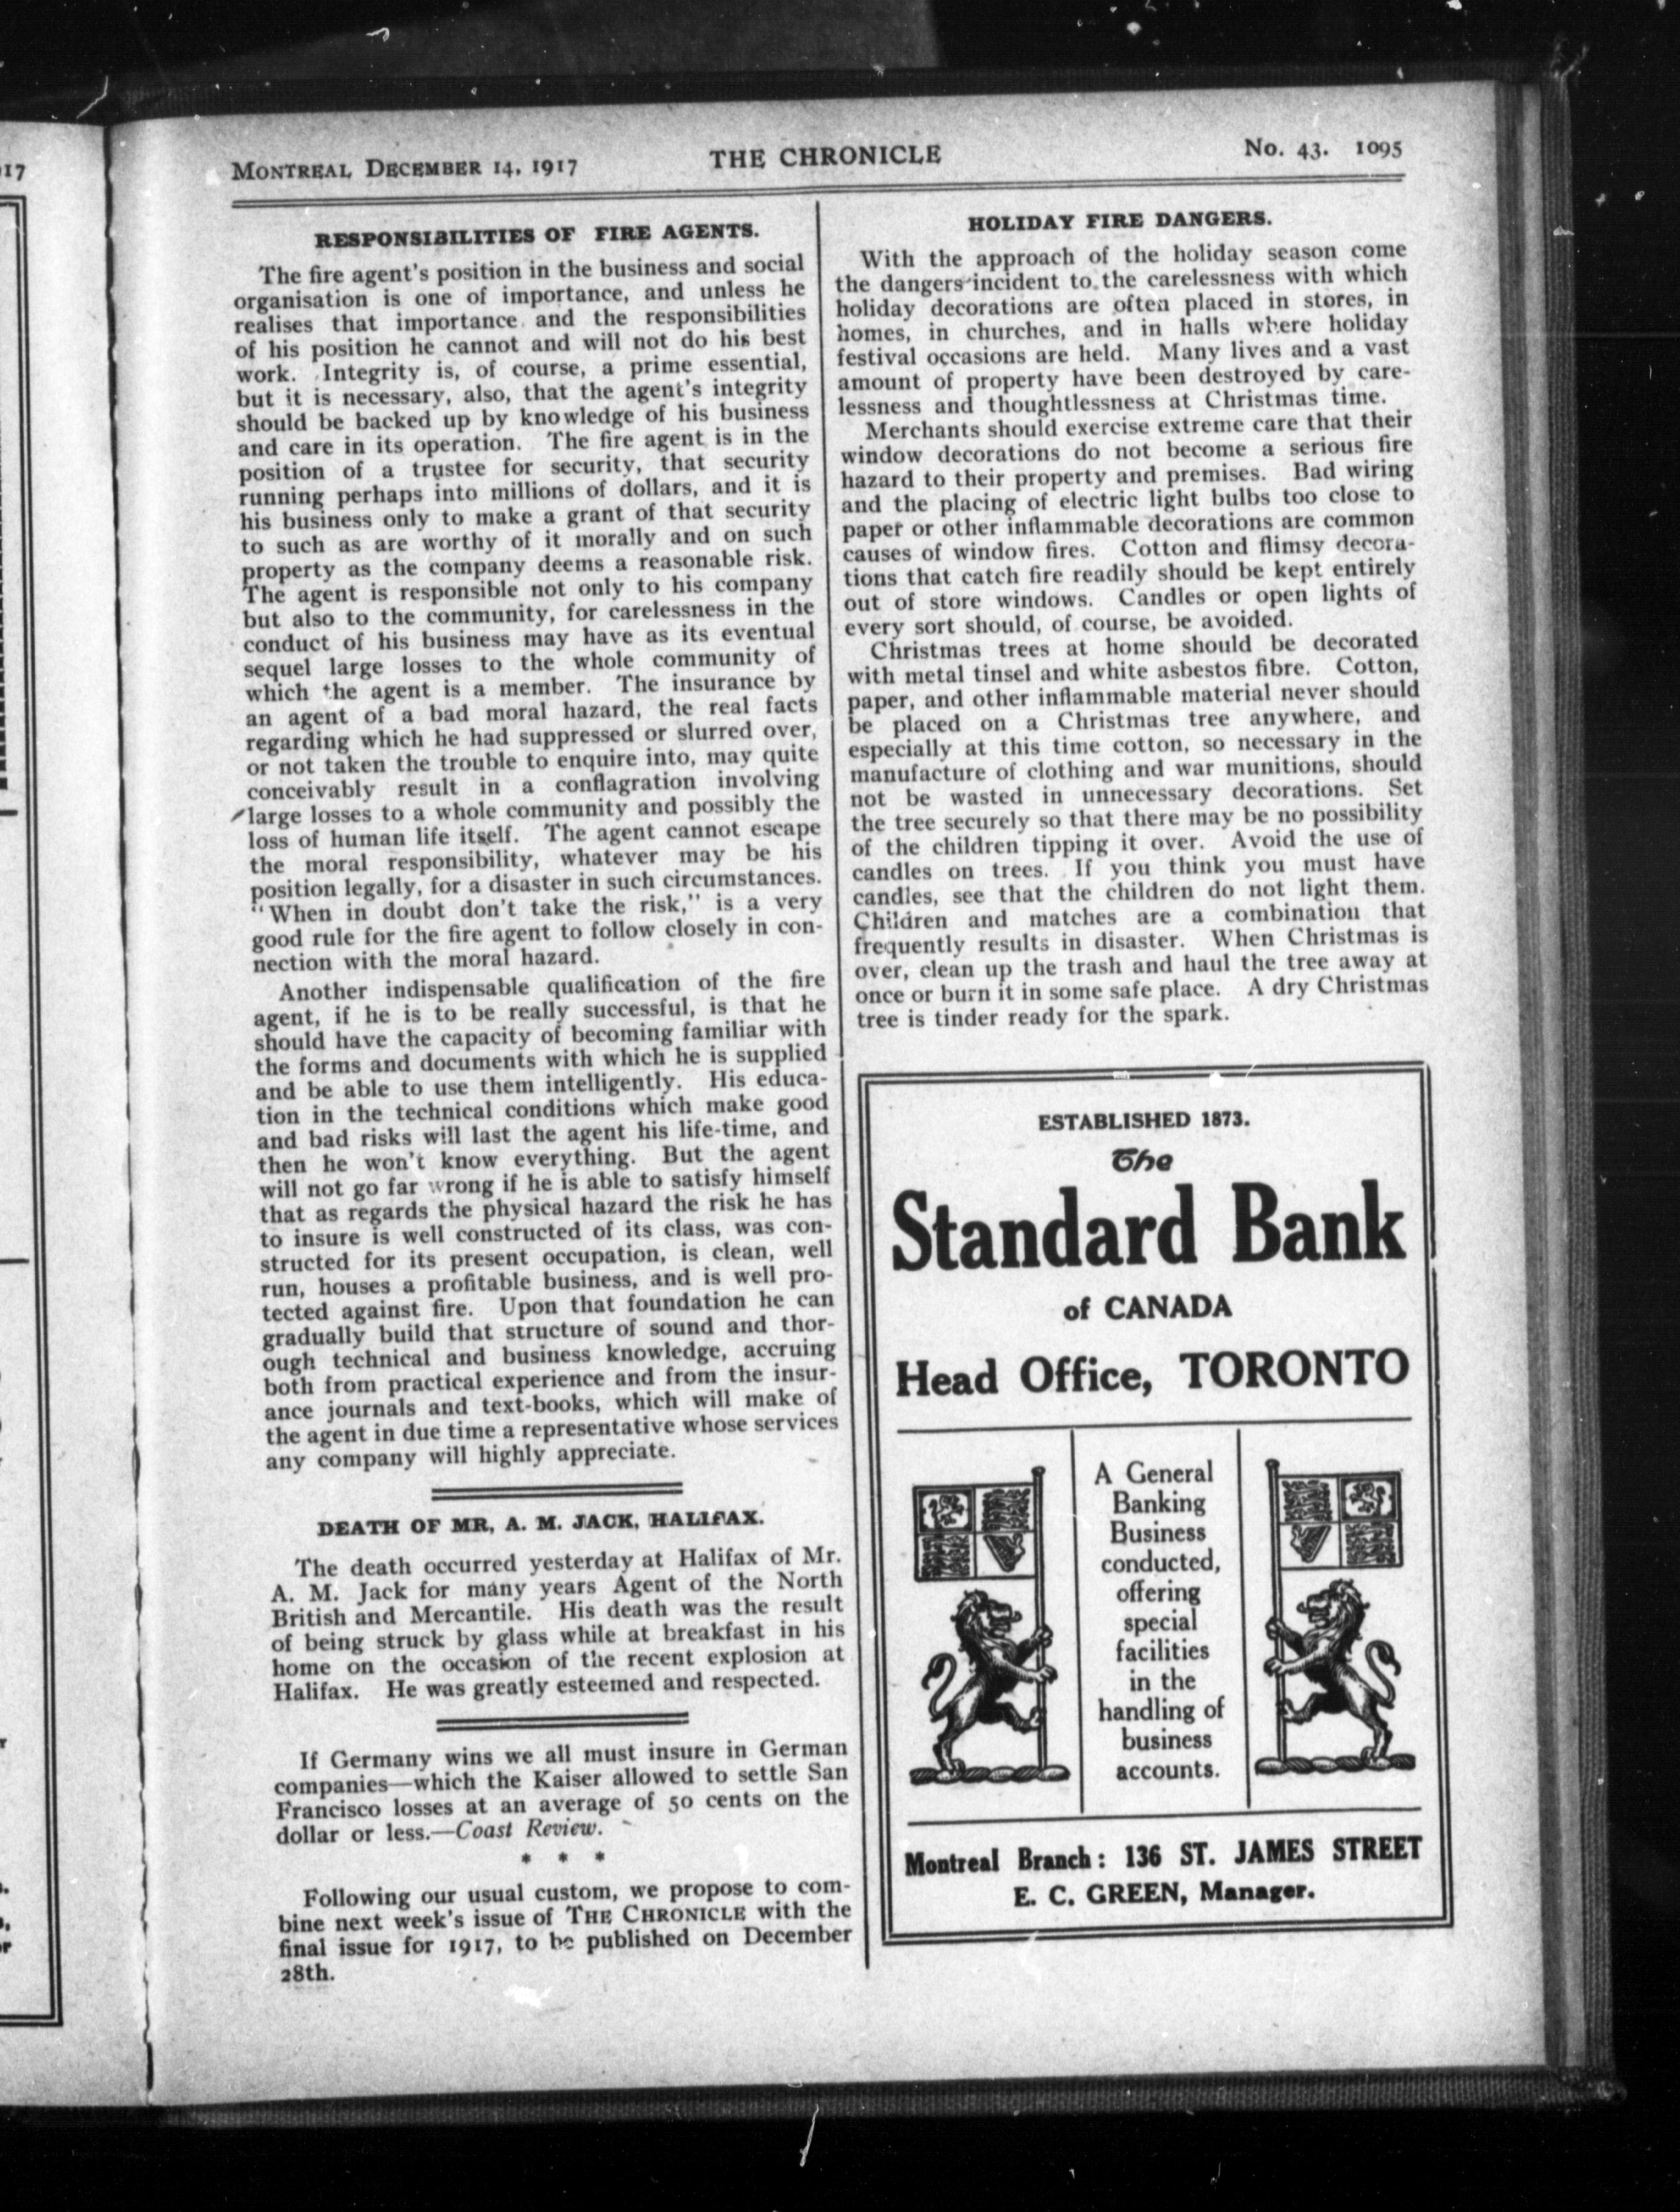 MONTREAL DECEMBER 14, 1917
THE CHRONICLE
No. 43. 1095
RESPONSIBILITIES OF FIRE AGENTS.
The fire agent's position in the business and social
organisation is one of importance, and unless he
realises that importance and the responsibilities
of his position he cannot and will not do his best
work. Integrity is, of course, a prime essential,
but it is necessary, also, that the agent's integrity
should be backed up by knowledge of his business
and care in its operation. The fire agent is in the
position of a trustee for security, that security
running perhaps into millions of dollars, and it is
his business only to make a grant of that security
to such as are worthy of it morally and on such
property as the company deems a reasonable risk.
The agent is responsible not only to his company
but also to the community, for carelessness in the
conduct of his business may have as its eventual
sequel large losses to the whole community of
which the agent is a member. The insurance by
an agent of a bad moral hazard, the real facts
regarding which he had suppressed or slurred over,
or not taken the trouble to enquire into, may quite
conceivably result in a conflagration involving
large losses to a whole community and possibly the
loss of human life itself. The agent cannot escape
the moral responsibility, whatever may be his
position legally, for a disaster in such circumstances.
"When in doubt don't take the risk," is a very
good rule for the fire agent to follow closely in con-
nection with the moral hazard.
Another indispensable qualification of the fire
agent, if he is to be really successful, is that he
should have the capacity of becoming familiar with
the forms and documents with which he is supplied
and be able to use them intelligently. His educa-
tion in the technical conditions which make good
and bad risks will last the agent his life-time, and
then he won't know everything. But the agent
will not go far wrong if he is able to satisfy himself
that as regards the physical hazard the risk he has
to insure is well constructed of its class, was con-
structed for its present occupation, is clean, well
run, houses a profitable business, and is well pro-
tected against fire. Upon that foundation he can
gradually build that structure of sound and thor-
ough technical and business knowledge, accruing
both from practical experience and from the insur-
ance journals and text-books, which will make of
the agent in due time a representative whose services
any company will highly appreciate.
DEATH OF MR, A. M. JACK, HALIFAX.
The death occurred yesterday at Halifax of Mr.
A. M. Jack for many years Agent of the North
British and Mercantile. His death was the result
of being struck by glass while at breakfast in his
home on the occasion of the recent explosion at
Halifax. He was greatly esteemed and respected.
If Germany wins we all must insure in German
companies—which the Kaiser allowed to settle San
Francisco losses at an average of 50 cents on the
dollar or less.—Coast Review.
* * *
Following our usual custom, we propose to com-
bine next week's issue of THE CHRONICLE with the
final issue for 1917, to be published on December
28th.
HOLIDAY FIRE DANGERS.
With the approach of the holiday season come
the dangers incident to the carelessness with which
holiday decorations are often placed in stores, in
homes, in churches, and in halls where holiday
festival occasions are held. Many lives and a vast
amount of property have been destroyed by care-
lessness and thoughtlessness at Christmas time.
Merchants should exercise extreme care that their
window decorations do not become a serious fire
hazard to their property and premises. Bad wiring
and the placing of electric light bulbs too close to
paper or other inflammable decorations are common
causes of window fires. Cotton and flimsy decora-
tions that catch fire readily should be kept entirely
out of store windows. Candles or open lights of
every sort should, of course, be avoided.
Christmas trees at home should be decorated
with metal tinsel and white asbestos fibre. Cotton,
paper, and other inflammable material never should
be placed on a Christmas tree anywhere, and
especially at this time cotton, so necessary in the
manufacture of clothing and war munitions, should
not be wasted in unnecessary decorations. Set
the tree securely so that there may be no possibility
of the children tipping it over. Avoid the use of
candles on trees. If you think you must have
candles, see that the children do not light them.
Children and matches are a combination that
frequently results in disaster. When Christmas is
over, clean up the trash and haul the tree away at
once or burn it in some safe place. A dry Christmas
tree is tinder ready for the spark.
ESTABLISHED 1873.
The
Standard Bank
of CANADA
Head Office, TORONTO
A General
Banking
Business
conducted,
offering
special
facilities
in the
handling of
business
accounts.
Montreal Branch: 136 ST. JAMES STREET
E. C. GREEN, Manager.